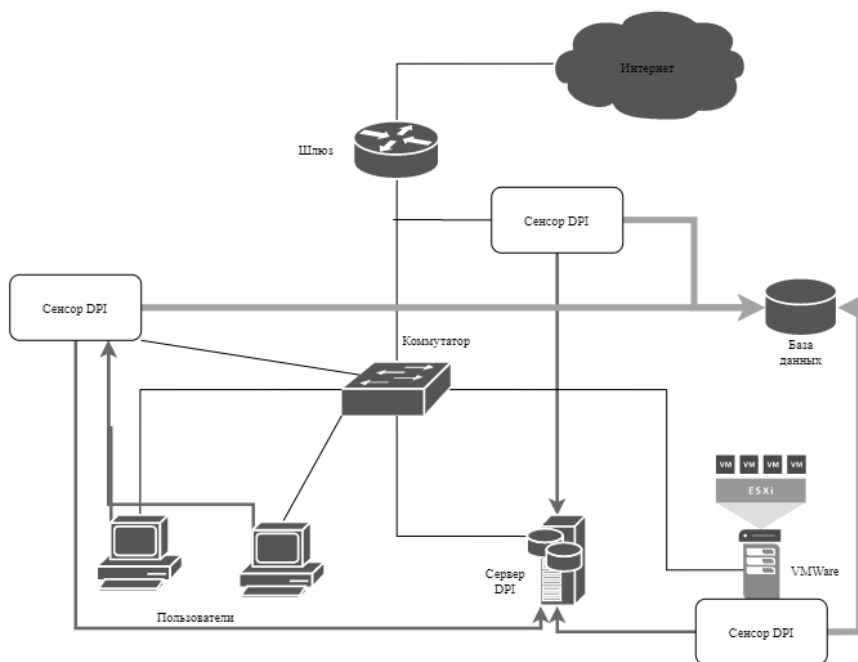 Интернет
Шлюз
Сенсор DPI
Сенсор DPI
Коммутатор
База
данных
VM VM VM VM
ESXi
Сервер
DPI
VMWare
Пользователи
Сенсор DPI